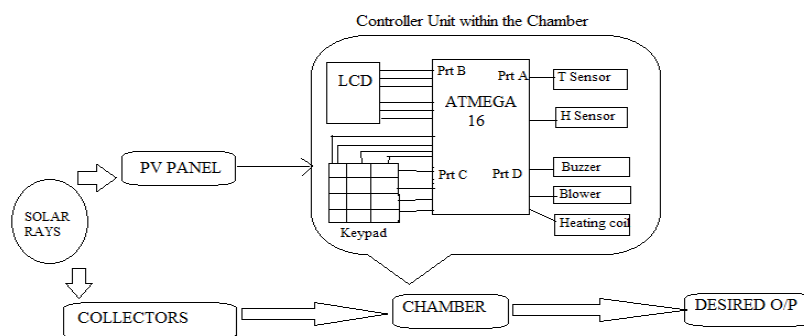 Controller Unit within the Chamber
LCD
Prt B
Prt A
ATMEGA
16
T Sensor
H Sensor
Prt C
Prt D
Buzzer
Blower
Heating coil
Keypad
PV PANEL
SOLAR
RAYS
COLLECTORS
CHAMBER
DESIRED O/P